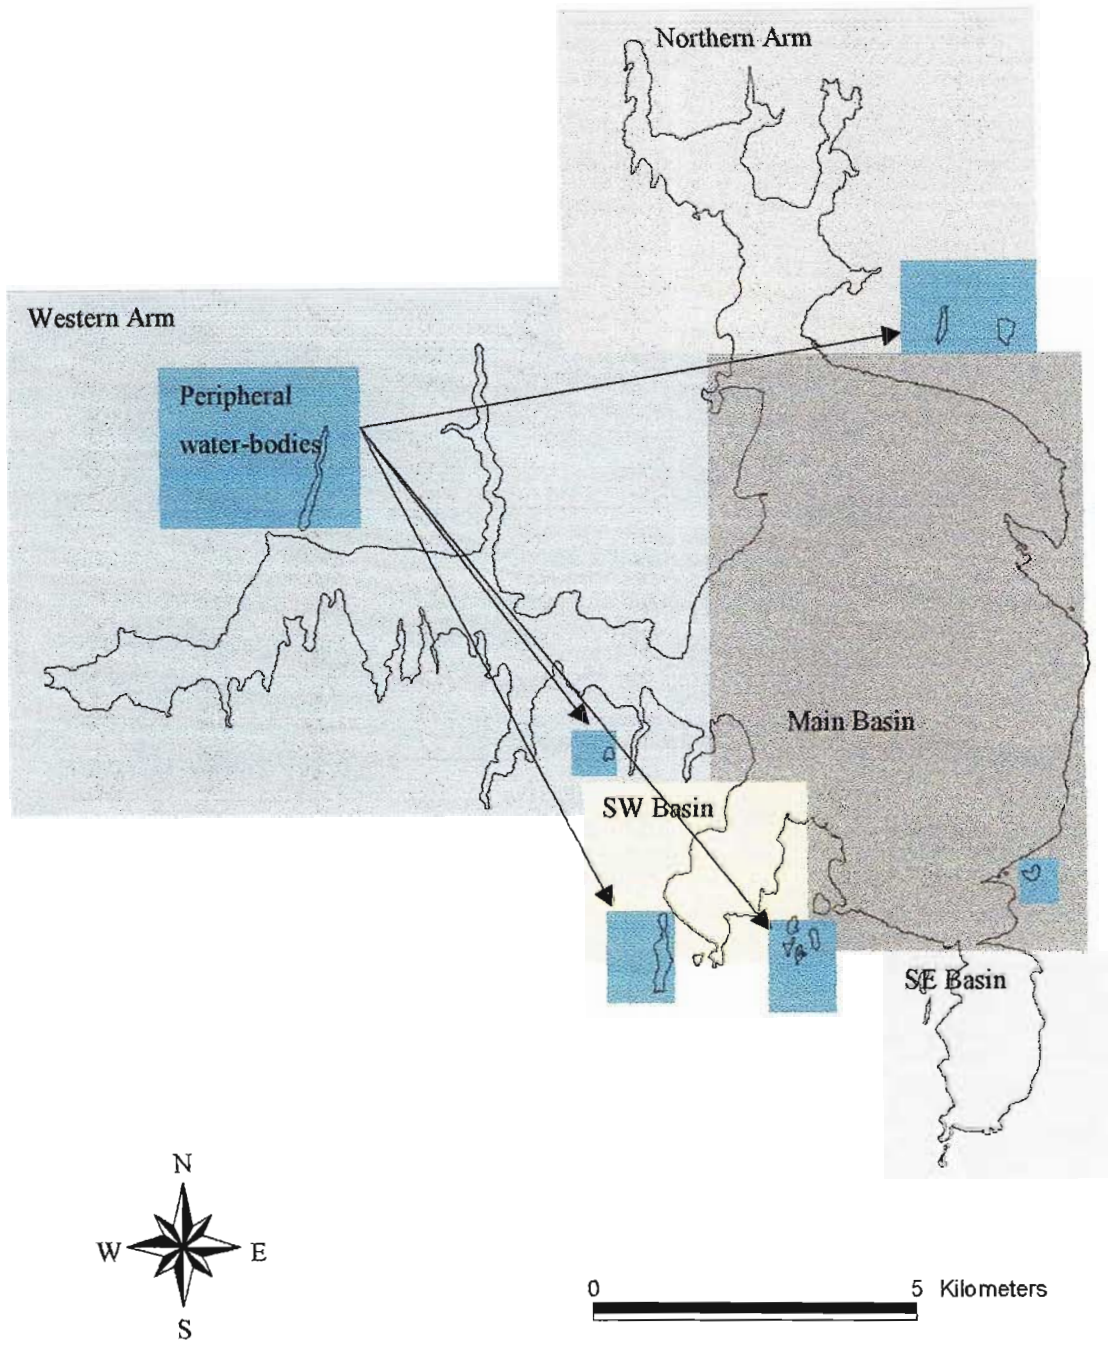 Northern Arm
Western Arm
Peripheral
water-bodies
Main Basin
SW Basin
SE Basin
N
W E
S
0 5 Kilometers